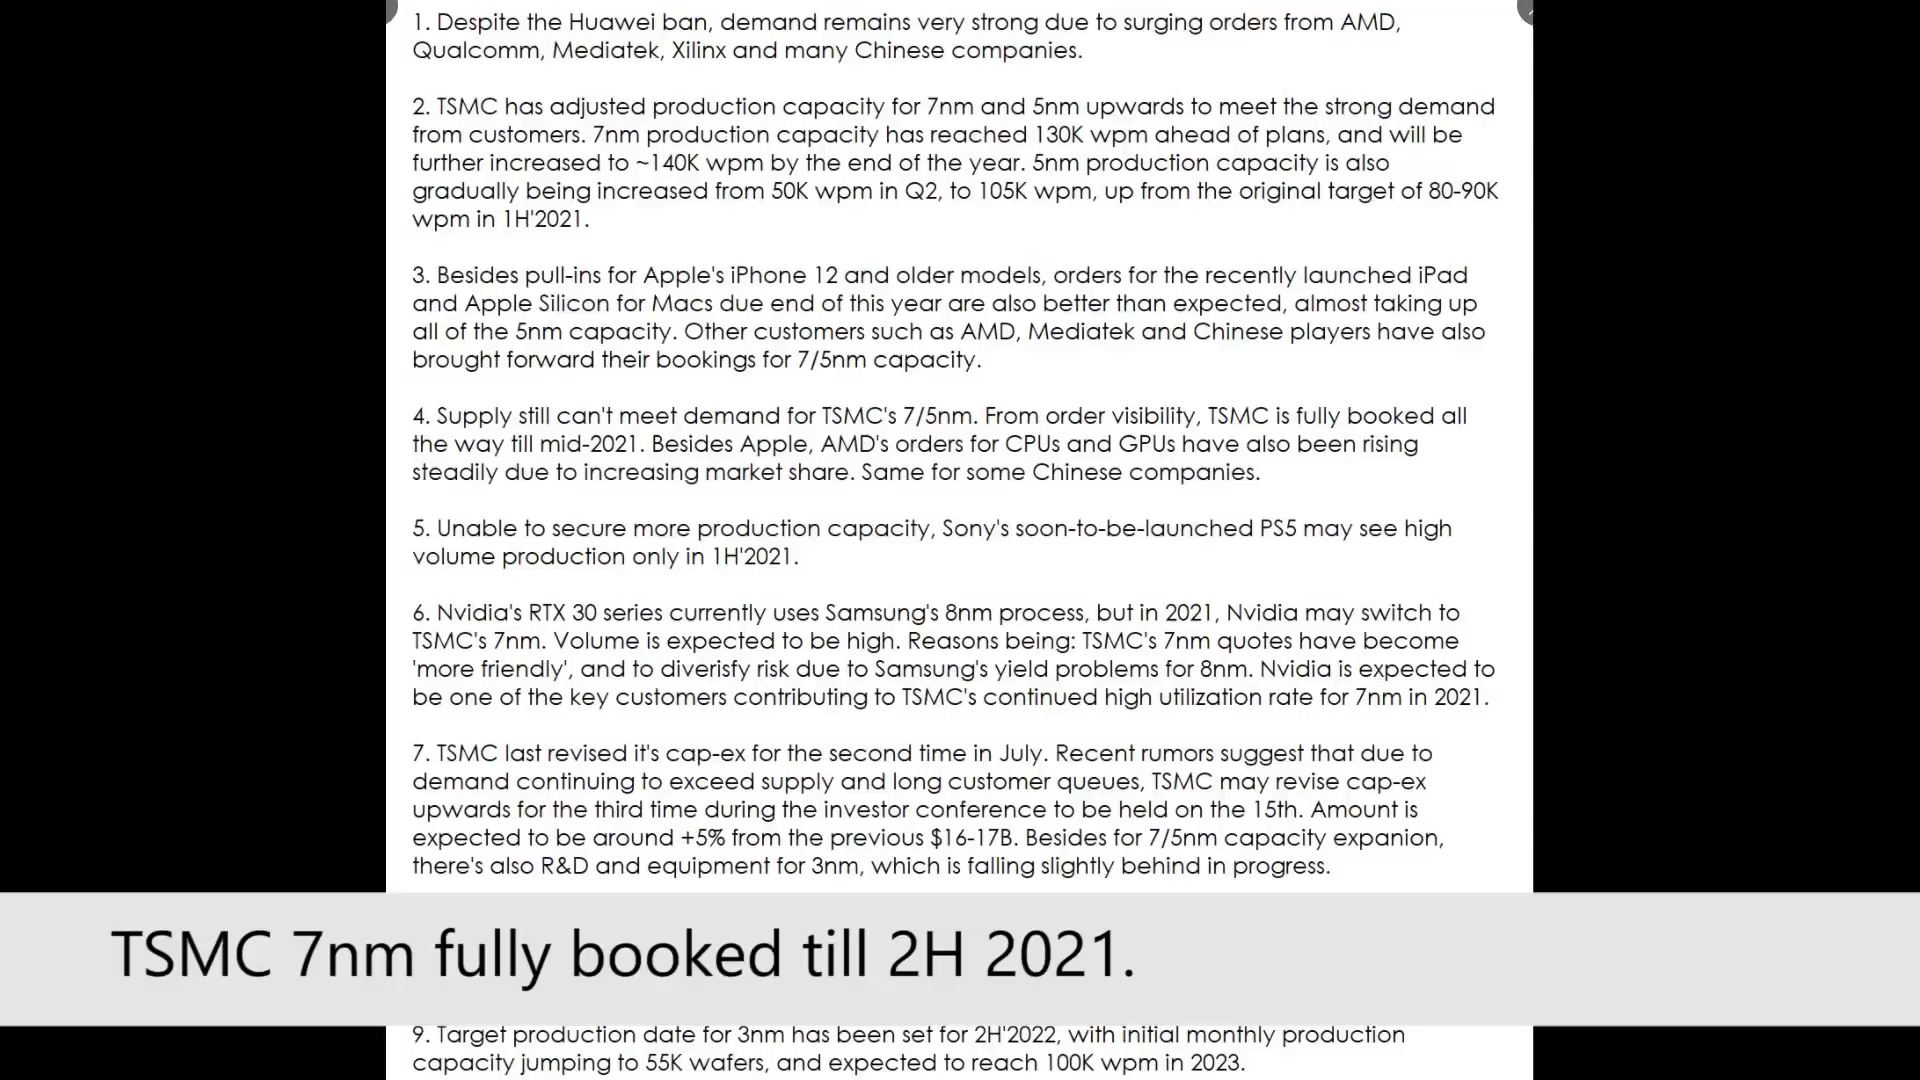 1. Despite the Huawei ban, demand remains very strong due to surging orders from AMD,
Qualcomm, Mediatek, Xilinx and many Chinese companies.
2. TSMC has adjusted production capacity for 7nm and 5nm upwards to meet the strong demand
from customers. 7nm production capacity has reached 130K wpm ahead of plans, and will be
further increased to ~140K wpm by the end of the year. 5nm production capacity is also
gradually being increased from 50K wpm in Q2, to 105K wpm, up from the original target of 80-90K
wpm in 1H'2021.
3. Besides pull-ins for Apple's iPhone 12 and older models, orders for the recently launched iPad
and Apple Silicon for Macs due end of this year are also better than expected, almost taking up
all of the 5nm capacity. Other customers such as AMD, Mediatek and Chinese players have also
brought forward their bookings for 7/5nm capacity.
4. Supply still can't meet demand for TSMC's 7/5nm. From order visibility, TSMC is fully booked all
the way till mid-2021. Besides Apple, AMD's orders for CPUs and GPUs have also been rising
steadily due to increasing market share. Same for some Chinese companies.
5. Unable to secure more production capacity, Sony's soon-to-be-launched PS5 may see high
volume production only in 1H'2021.
6. Nvidia's RTX 30 series currently uses Samsung's 8nm process, but in 2021, Nvidia may switch to
TSMC's 7nm. Volume is expected to be high. Reasons being: TSMC's 7nm quotes have become
'more friendly', and to diverisfy risk due to Samsung's yield problems for 8nm. Nvidia is expected to
be one of the key customers contributing to TSMC's continued high utilization rate for 7nm in 2021.
7. TSMC last revised it's cap-ex for the second time in July. Recent rumors suggest that due to
demand continuing to exceed supply and long customer queues, TSMC may revise cap-ex
upwards for the third time during the investor conference to be held on the 15th. Amount is
expected to be around +5% from the previous $16-17B. Besides for 7/5nm capacity expanion,
there's also R&D and equipment for 3nm, which is falling slightly behind in progress.
TSMC 7nm fully booked till 2H 2021.
9. Target production date for 3nm has been set for 2H'2022, with initial monthly production
capacity jumping to 55K wafers, and expected to reach 100K wpm in 2023.